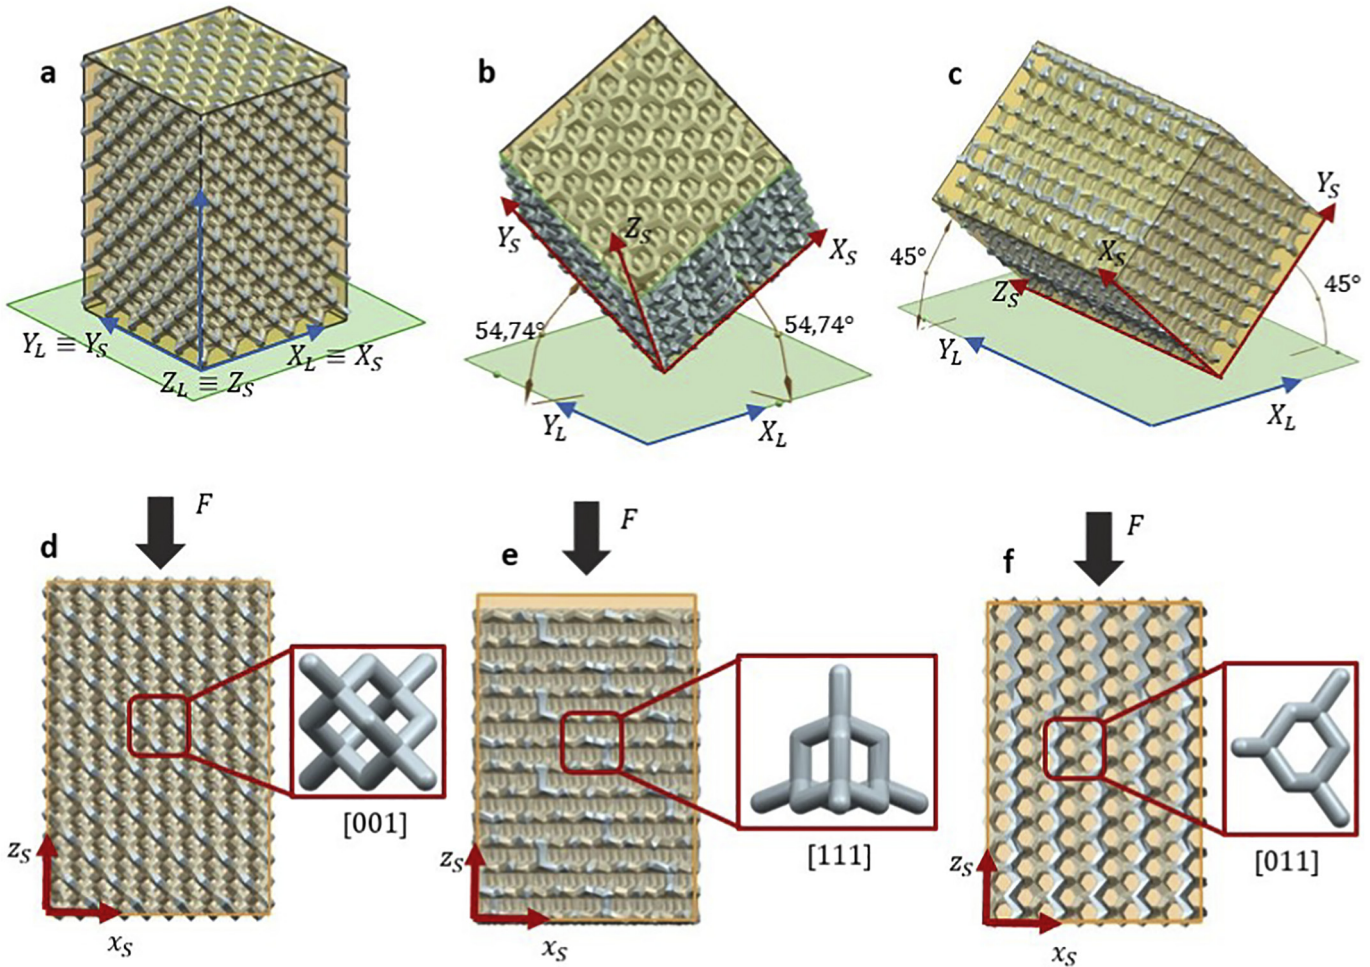 a
b
c
Y_L ≡ Y_S
X_L ≡ X_S
Z_L ≡ Z_S
Y_S
Z_S
X_S
54,74°
54,74°
Y_L
X_L
Y_S
X_S
Z_S
45°
45°
Y_L
X_L
F
F
F
d
e
f
[001]
[111]
[011]
z_S
x_S
z_S
x_S
z_S
x_S